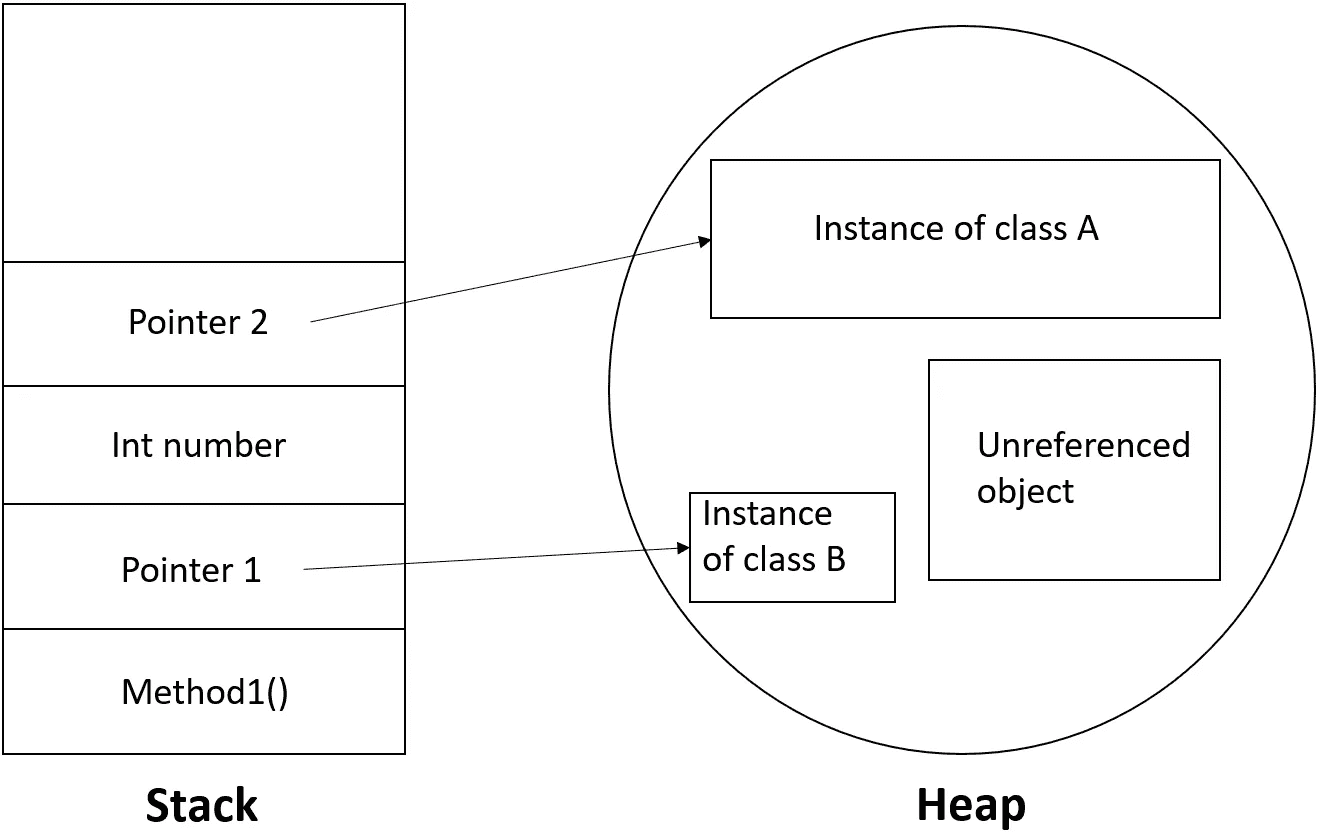 Pointer 2
Int number
Pointer 1
Method1()
Stack
Instance of class A
Unreferenced
object
Instance
of class B
Heap